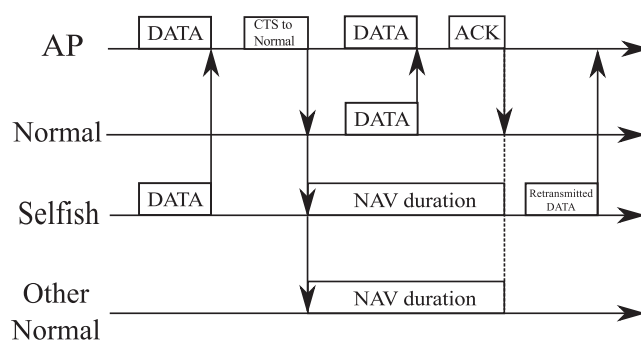 AP
DATA
CTS to
Normal
DATA
ACK
Normal
DATA
Selfish
DATA
NAV duration
Retransmitted
DATA
Other
Normal
NAV duration